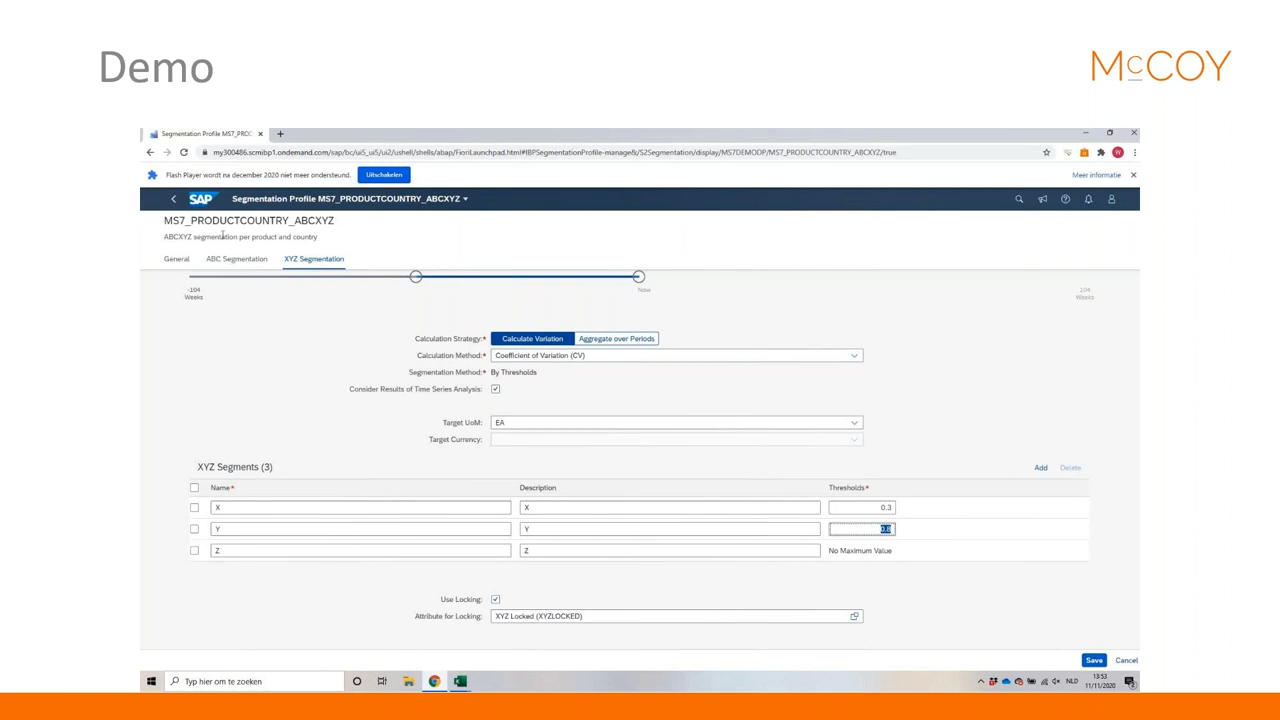 Demo
McCOY
Segmentation Profile MS7_PROD
my300486.scmibp1.ondemand.com/sap/bc/ui5_ui5/ui2/ushell/shells/abap/FioriLaunchpad.html#IBPSegmentationProfile-manage&/S2Segmentation/display/MS7DEMODP/MS7_PRODUCTCOUNTRY_ABCXYZ/true
Flash Player wordt na december 2020 niet meer ondersteund. Uitschakelen Meer informatie
SAP Segmentation Profile MS7_PRODUCTCOUNTRY_ABCXYZ
MS7_PRODUCTCOUNTRY_ABCXYZ
ABCXYZ segmentation per product and country
General ABC Segmentation XYZ Segmentation
-104 Now 104
Weeks Weeks
Calculation Strategy:* Calculate Variation Aggregate over Periods
Calculation Method:* Coefficient of Variation (CV)
Segmentation Method:* By Thresholds
Consider Results of Time Series Analysis:
Target UoM: EA
Target Currency:
XYZ Segments (3) Add Delete
Name* Description Thresholds*
X X 0.3
Y Y
Z Z No Maximum Value
Use Locking:
Attribute for Locking: XYZ Locked (XYZLOCKED)
Save Cancel
Typ hier om te zoeken
NLD
13:53
11/11/2020